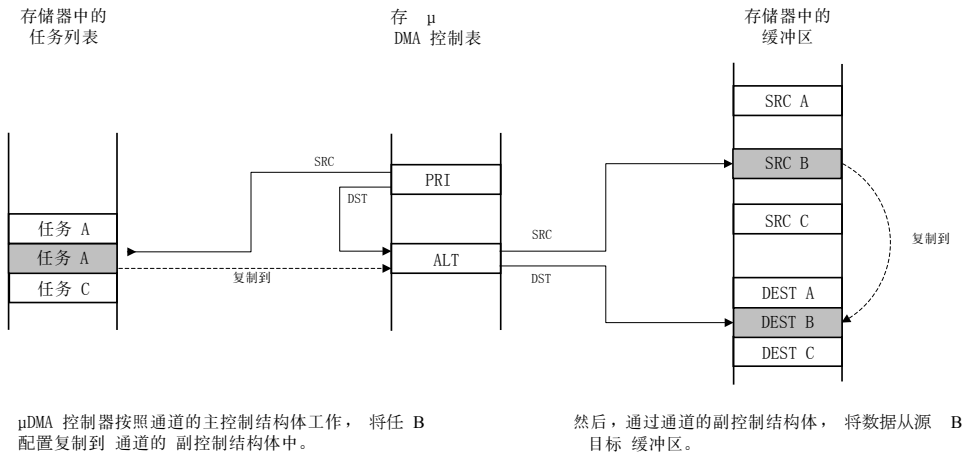 存储器中的
任务列表
存 μ
DMA 控制表
存储器中的
缓冲区
SRC A
SRC
PRI
SRC B
DST
任务 A
SRC C
SRC
复制到
任务 A
ALT
复制到
DST
任务 C
DEST A
DEST B
DEST C
μDMA 控制器按照通道的主控制结构体工作， 将任 B
配置复制到 通道的 副控制结构体中。
然后，通过通道的副控制结构体， 将数据从源 B
目标 缓冲区。